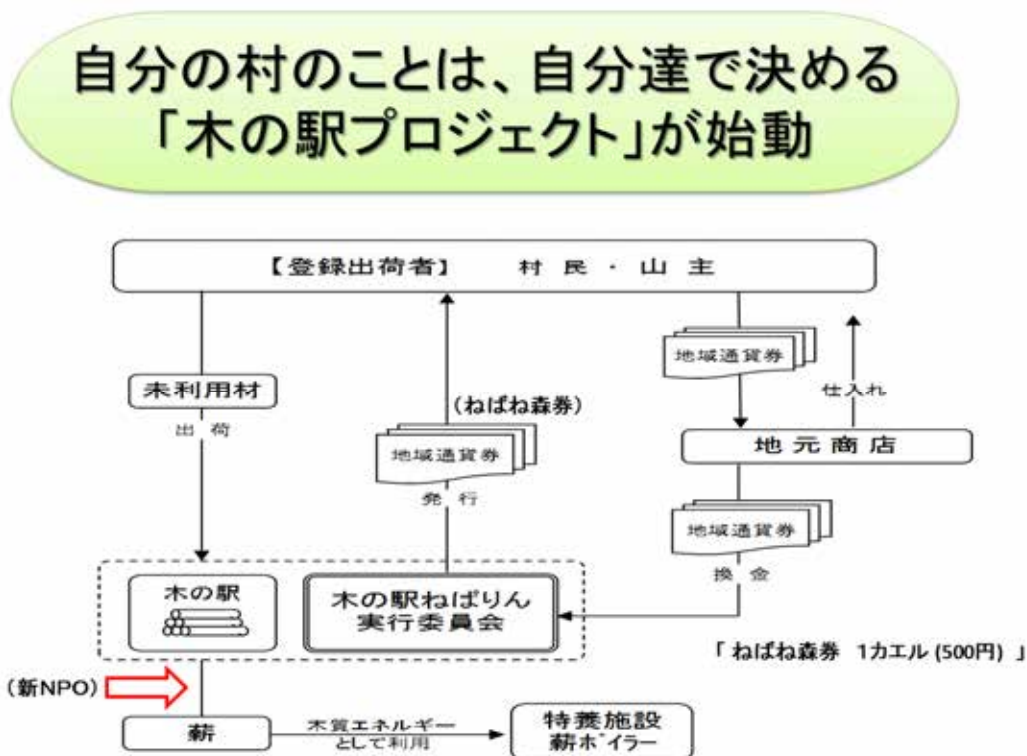 自分の村のことは、自分達で決める
「木の駅プロジェクト」が始動
【登録出荷者】 村民・山主
地域通貨券
未利用材
仕入れ
(ねばね森券)
出荷
地域通貨券
地元商店
発行
地域通貨券
木の駅
木の駅ねばりん
実行委員会
換金
「 ねばね森券 1カエル (500円) 」
(新NPO)
薪
木質エネルギー
として利用
特養施設
薪ボイラー